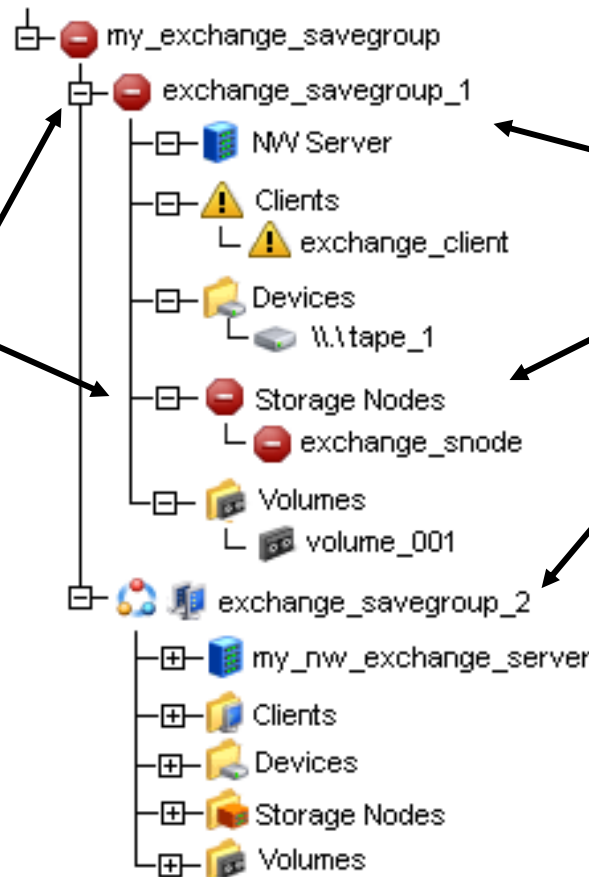 my_exchange_savegroup
exchange_savegroup_1
NW Server
Clients
exchange_client
Devices
\\.\tape_1
Storage Nodes
exchange_snode
Volumes
volume_001
exchange_savegroup_2
my_nw_exchange_server
Clients
Devices
Storage Nodes
Volumes